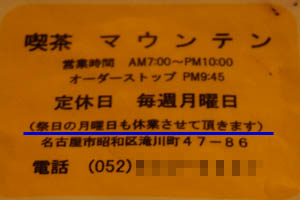 喫茶 マウンテン
営業時間 AM7:00〜PM10:00
オーダーストップ PM9:45
定休日 毎週月曜日
(祭日の月曜日も休業させて頂きます)
名古屋市昭和区滝川町47-86
電話 (052)